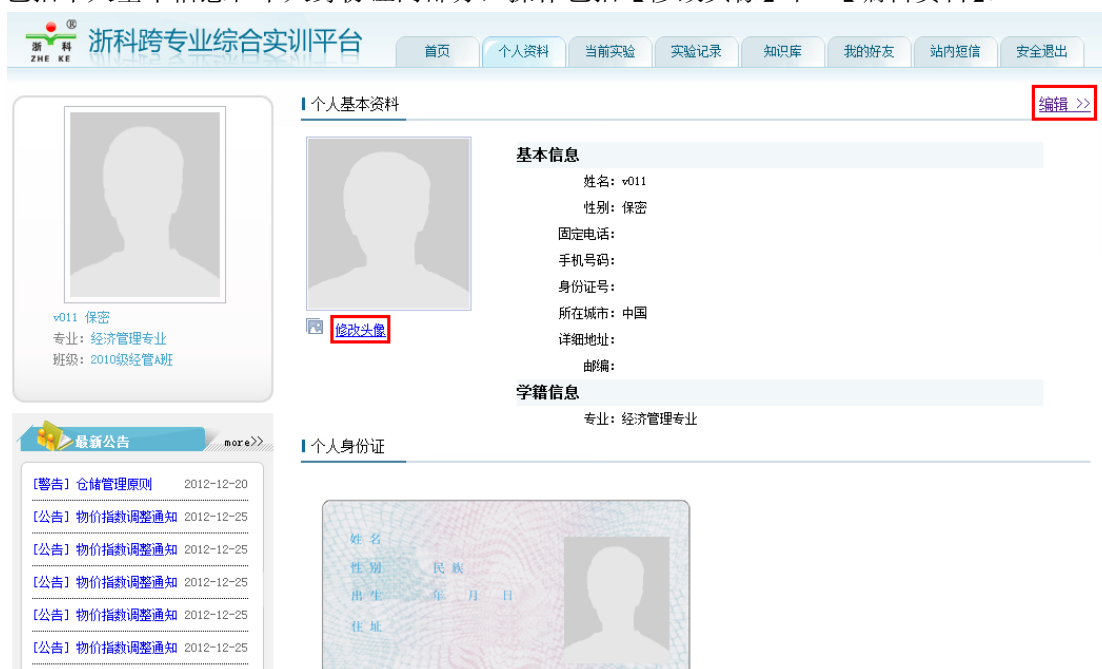 ®
浙 科
ZHE KE
浙科跨专业综合实训平台
首页 个人资料 当前实验 实验记录 知识库 我的好友 站内短信 安全退出
个人基本资料
编辑 >>
基本信息
姓名: v011
性别: 保密
固定电话:
手机号码:
身份证号:
所在城市: 中国
详细地址:
邮编:
修改头像
学籍信息
专业: 经济管理专业
v011 保密
专业: 经济管理专业
班级: 2010级经管A班
最新公告 more>>
[警告] 仓储管理原则 2012-12-20
[公告] 物价指数调整通知 2012-12-25
[公告] 物价指数调整通知 2012-12-25
[公告] 物价指数调整通知 2012-12-25
[公告] 物价指数调整通知 2012-12-25
[公告] 物价指数调整通知 2012-12-25
个人身份证
姓 名
性 别 民 族
出 生 年 月 日
住 址